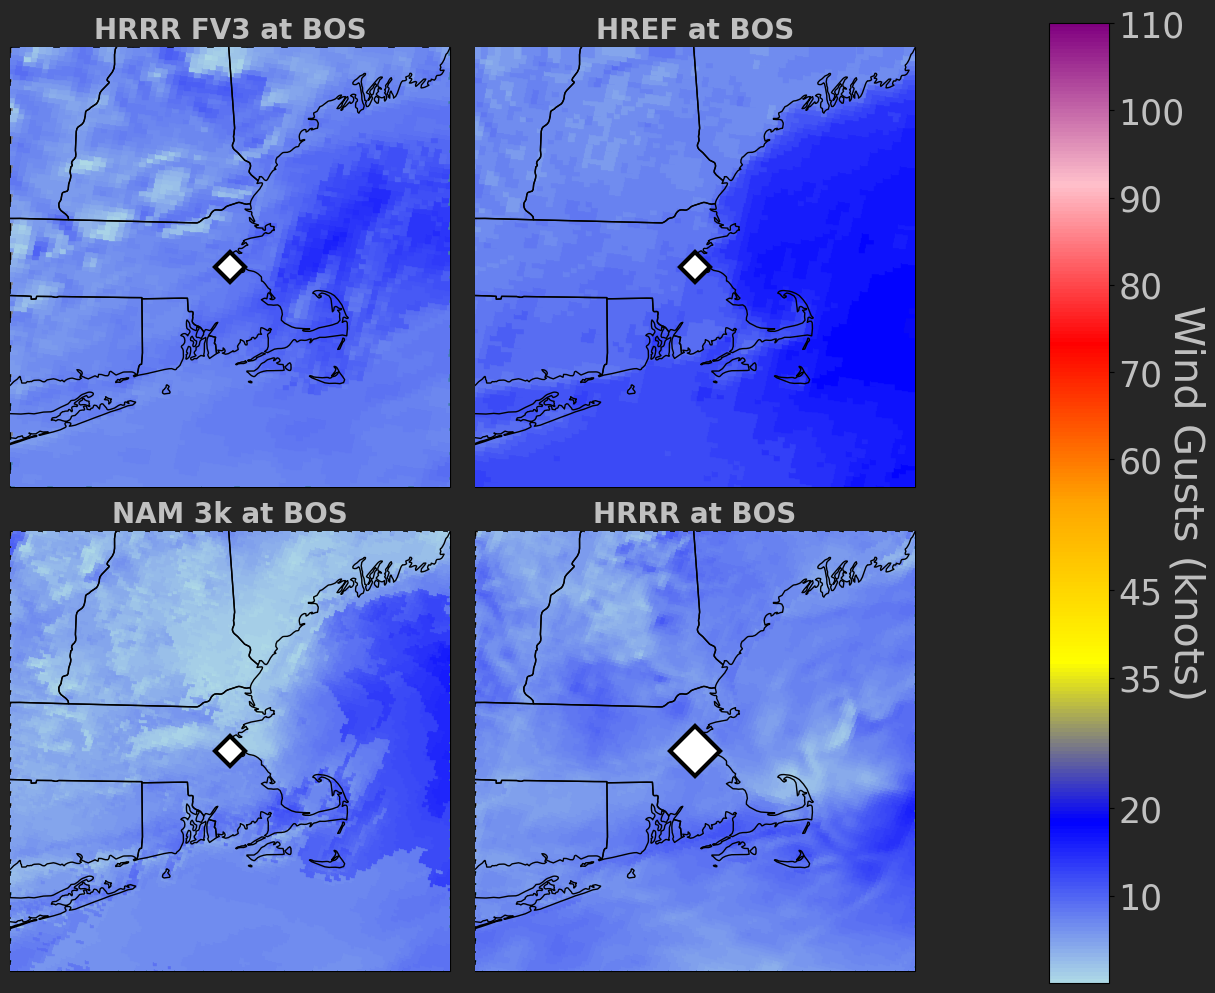 HRRR FV3 at BOS
HREF at BOS
NAM 3k at BOS
HRRR at BOS
110
100
90
80
70
60
45
35
20
10
Wind Gusts (knots)